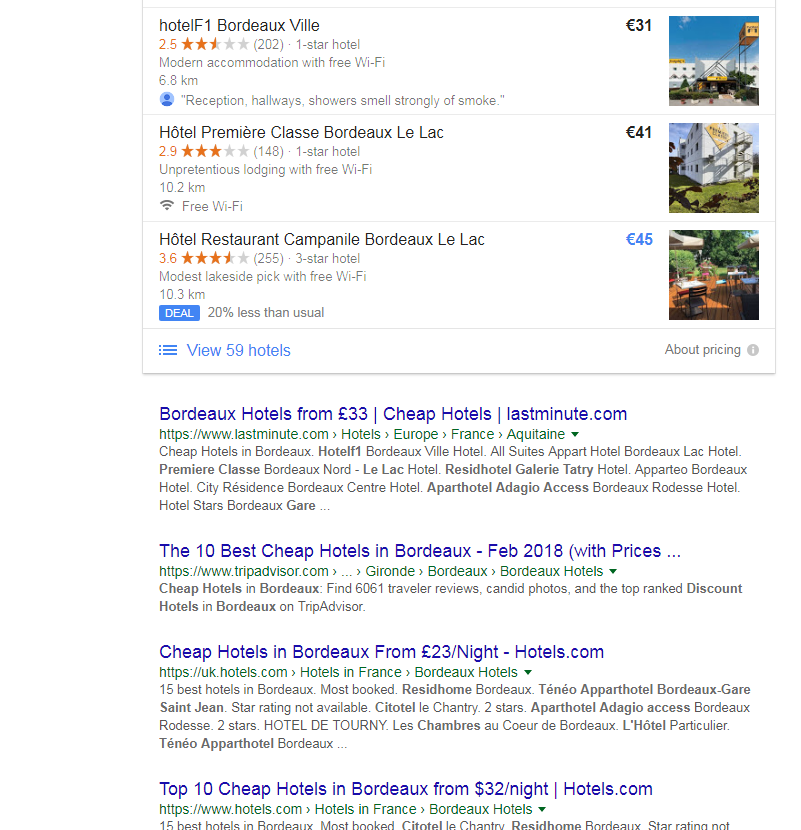 hotelF1 Bordeaux Ville €31
2.5 (202) · 1-star hotel
Modern accommodation with free Wi-Fi
6.8 km
"Reception, hallways, showers smell strongly of smoke."
Hôtel Première Classe Bordeaux Le Lac €41
2.9 (148) · 1-star hotel
Unpretentious lodging with free Wi-Fi
10.2 km
Free Wi-Fi
Hôtel Restaurant Campanile Bordeaux Le Lac €45
3.6 (255) · 3-star hotel
Modest lakeside pick with free Wi-Fi
10.3 km
DEAL 20% less than usual
View 59 hotels About pricing
Bordeaux Hotels from £33 | Cheap Hotels | lastminute.com
https://www.lastminute.com › Hotels › Europe › France › Aquitaine
Cheap Hotels in Bordeaux. Hotelf1 Bordeaux Ville Hotel. All Suites Appart Hotel Bordeaux Lac Hotel.
Premiere Classe Bordeaux Nord - Le Lac Hotel. Residhotel Galerie Tatry Hotel. Apparteo Bordeaux
Hotel. City Résidence Bordeaux Centre Hotel. Aparthotel Adagio Access Bordeaux Rodesse Hotel.
Hotel Stars Bordeaux Gare ...
The 10 Best Cheap Hotels in Bordeaux - Feb 2018 (with Prices ...
https://www.tripadvisor.com › ... › Gironde › Bordeaux › Bordeaux Hotels
Cheap Hotels in Bordeaux: Find 6061 traveler reviews, candid photos, and the top ranked Discount
Hotels in Bordeaux on TripAdvisor.
Cheap Hotels in Bordeaux From £23/Night - Hotels.com
https://uk.hotels.com › Hotels in France › Bordeaux Hotels
15 best hotels in Bordeaux. Most booked. Residhome Bordeaux. Ténéo Apparthotel Bordeaux-Gare
Saint Jean. Star rating not available. Citotel le Chantry. 2 stars. Aparthotel Adagio access Bordeaux
Rodesse. 2 stars. HOTEL DE TOURNY. Les Chambres au Coeur de Bordeaux. L'Hôtel Particulier.
Ténéo Apparthotel Bordeaux ...
Top 10 Cheap Hotels in Bordeaux from $32/night | Hotels.com
https://www.hotels.com › Hotels in France › Bordeaux Hotels
15 best hotels in Bordeaux. Most booked. Citotel le Chantry. Residhome Bordeaux. Star rating not